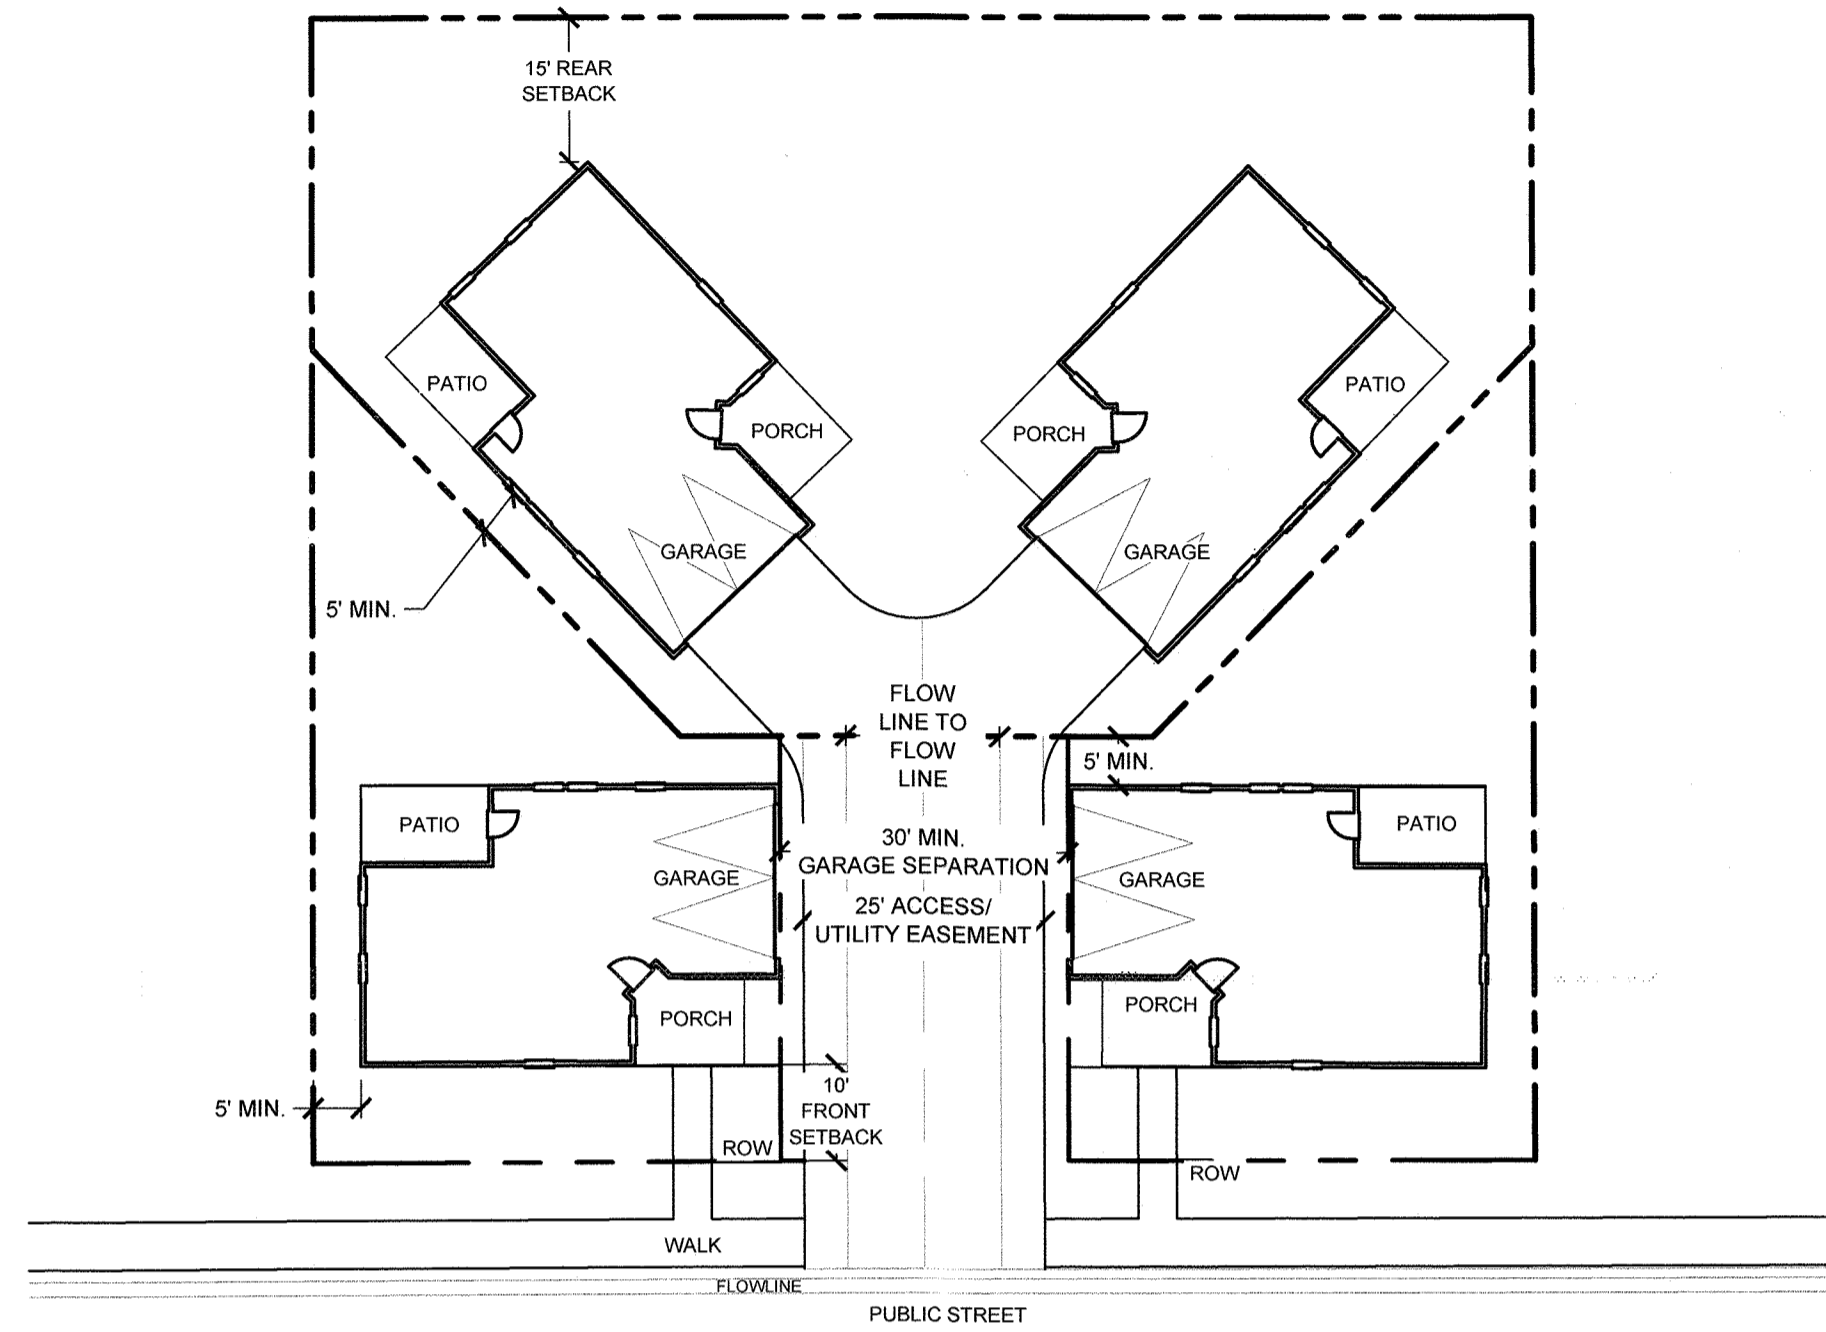 15' REAR
SETBACK
PATIO
PORCH
PORCH
PATIO
GARAGE
GARAGE
5' MIN.
FLOW
LINE TO
FLOW
LINE
5' MIN.
PATIO
30' MIN.
GARAGE SEPARATION
PATIO
GARAGE
GARAGE
25' ACCESS/
UTILITY EASEMENT
PORCH
PORCH
5' MIN.
10'
FRONT
SETBACK
ROW
ROW
WALK
FLOWLINE
PUBLIC STREET